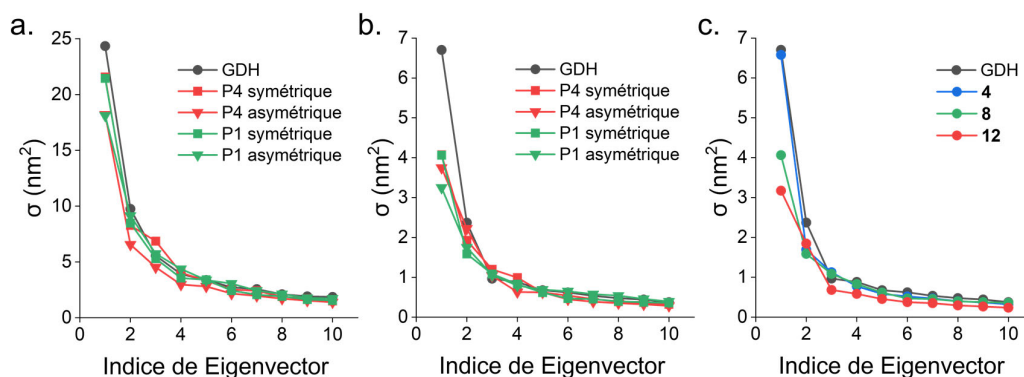 a.
σ (nm²)
25
20
15
10
5
0
0 2 4 6 8 10
Indice de Eigenvector
GDH
P4 symétrique
P4 asymétrique
P1 symétrique
P1 asymétrique
b.
σ (nm²)
7
6
5
4
3
2
1
0
0 2 4 6 8 10
Indice de Eigenvector
GDH
P4 symétrique
P4 asymétrique
P1 symétrique
P1 asymétrique
c.
σ (nm²)
7
6
5
4
3
2
1
0
0 2 4 6 8 10
Indice de Eigenvector
GDH
4
8
12